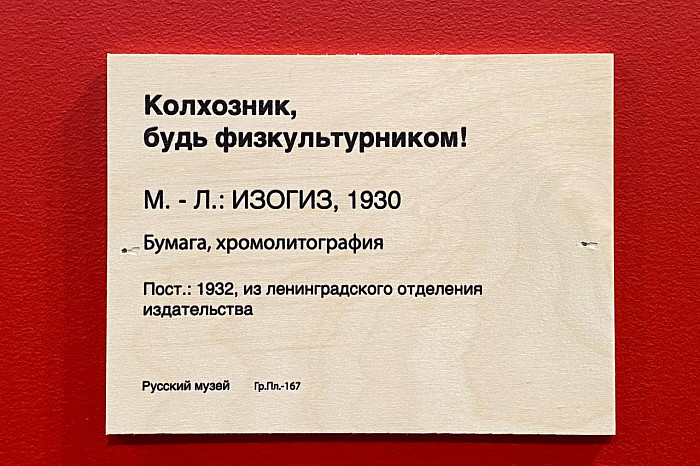 Колхозник,
будь физкультурником!
М. - Л.: ИЗОГИЗ, 1930
Бумага, хромолитография
Пост.: 1932, из ленинградского отделения
издательства
Русский музей Гр.Пл.-167